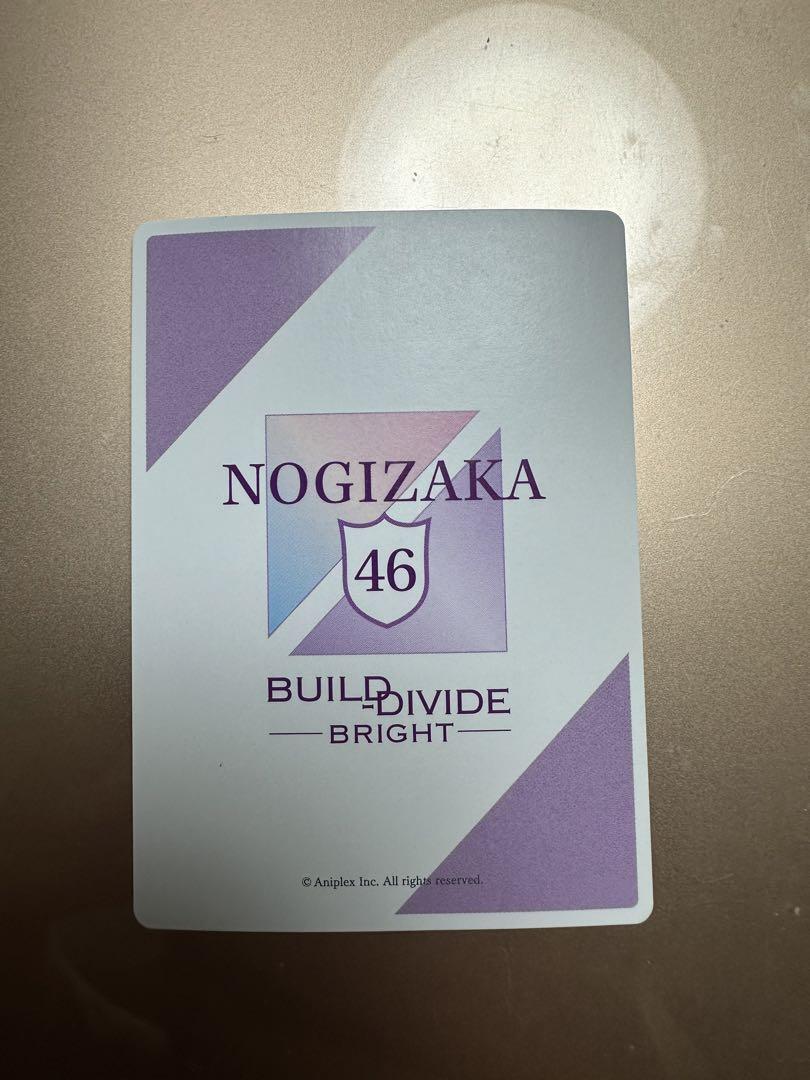 NOGIZAKA
46
BUILD-DIVIDE
BRIGHT
© Aniplex Inc. All rights reserved.